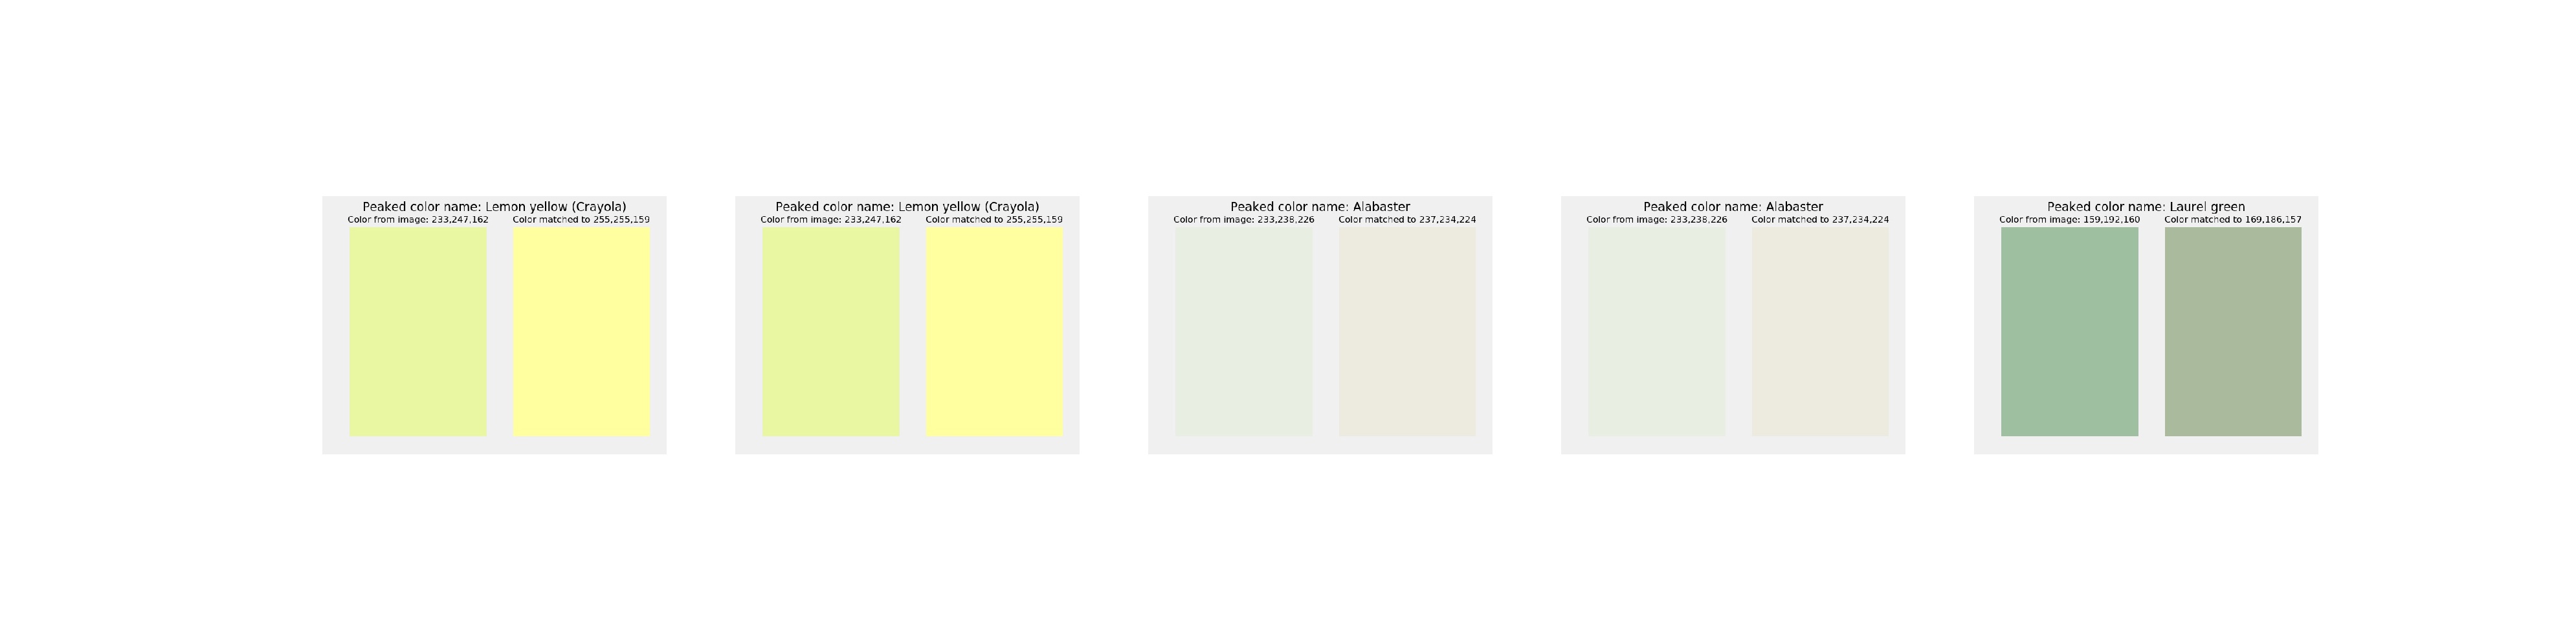 Peaked color name: Lemon yellow (Crayola)
Color from image: 233,247,162
Color matched to 255,255,159
Peaked color name: Lemon yellow (Crayola)
Color from image: 233,247,162
Color matched to 255,255,159
Peaked color name: Alabaster
Color from image: 233,238,226
Color matched to 237,234,224
Peaked color name: Alabaster
Color from image: 233,238,226
Color matched to 237,234,224
Peaked color name: Laurel green
Color from image: 159,192,160
Color matched to 169,186,157